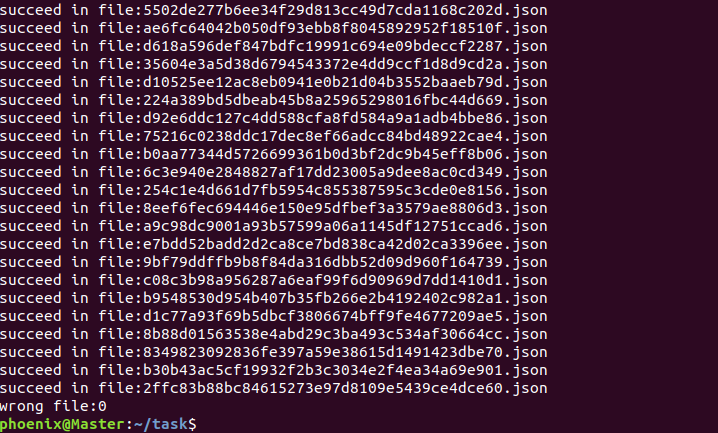 succeed in file:5502de277b6ee34f29d813cc49d7cda1168c202d.json
succeed in file:ae6fc64042b050df93ebb8f8045892952f18510f.json
succeed in file:d618a596def847bdfc19991c694e09bdeccf2287.json
succeed in file:35604e3a5d38d6794543372e4dd9ccf1d8d9cd2a.json
succeed in file:d10525ee12ac8eb0941e0b21d04b3552baaeb79d.json
succeed in file:224a389bd5dbeab45b8a25965298016fbc44d669.json
succeed in file:d92e6ddc127c4dd588cfa8fd584a9a1adb4bbe86.json
succeed in file:75216c0238ddc17dec8ef66adcc84bd48922cae4.json
succeed in file:b0aa77344d5726699361b0d3bf2dc9b45eff8b06.json
succeed in file:6c3e940e2848827af17dd23005a9dee8ac0cd349.json
succeed in file:254c1e4d661d7fb5954c855387595c3cde0e8156.json
succeed in file:8eef6fec694446e150e95dfbef3a3579ae8806d3.json
succeed in file:a9c98dc9001a93b57599a06a1145df12751ccad6.json
succeed in file:e7bdd52badd2d2ca8ce7bd838ca42d02ca3396ee.json
succeed in file:9bf79ddffb9b8f84da316dbb52d09d960f164739.json
succeed in file:c08c3b98a956287a6eaf99f6d90969d7dd1410d1.json
succeed in file:b9548530d954b407b35fb266e2b4192402c982a1.json
succeed in file:d1c77a93f69b5dbcf3806674bff9fe4677209ae5.json
succeed in file:8b88d01563538e4abd29c3ba493c534af30664cc.json
succeed in file:8349823092836fe397a59e38615d1491423dbe70.json
succeed in file:b30b43ac5cf19932f2b3c3034e2f4ea34a69e901.json
succeed in file:2ffc83b88bc84615273e97d8109e5439ce4dce60.json
wrong file:0
phoenix@Master:~/task$